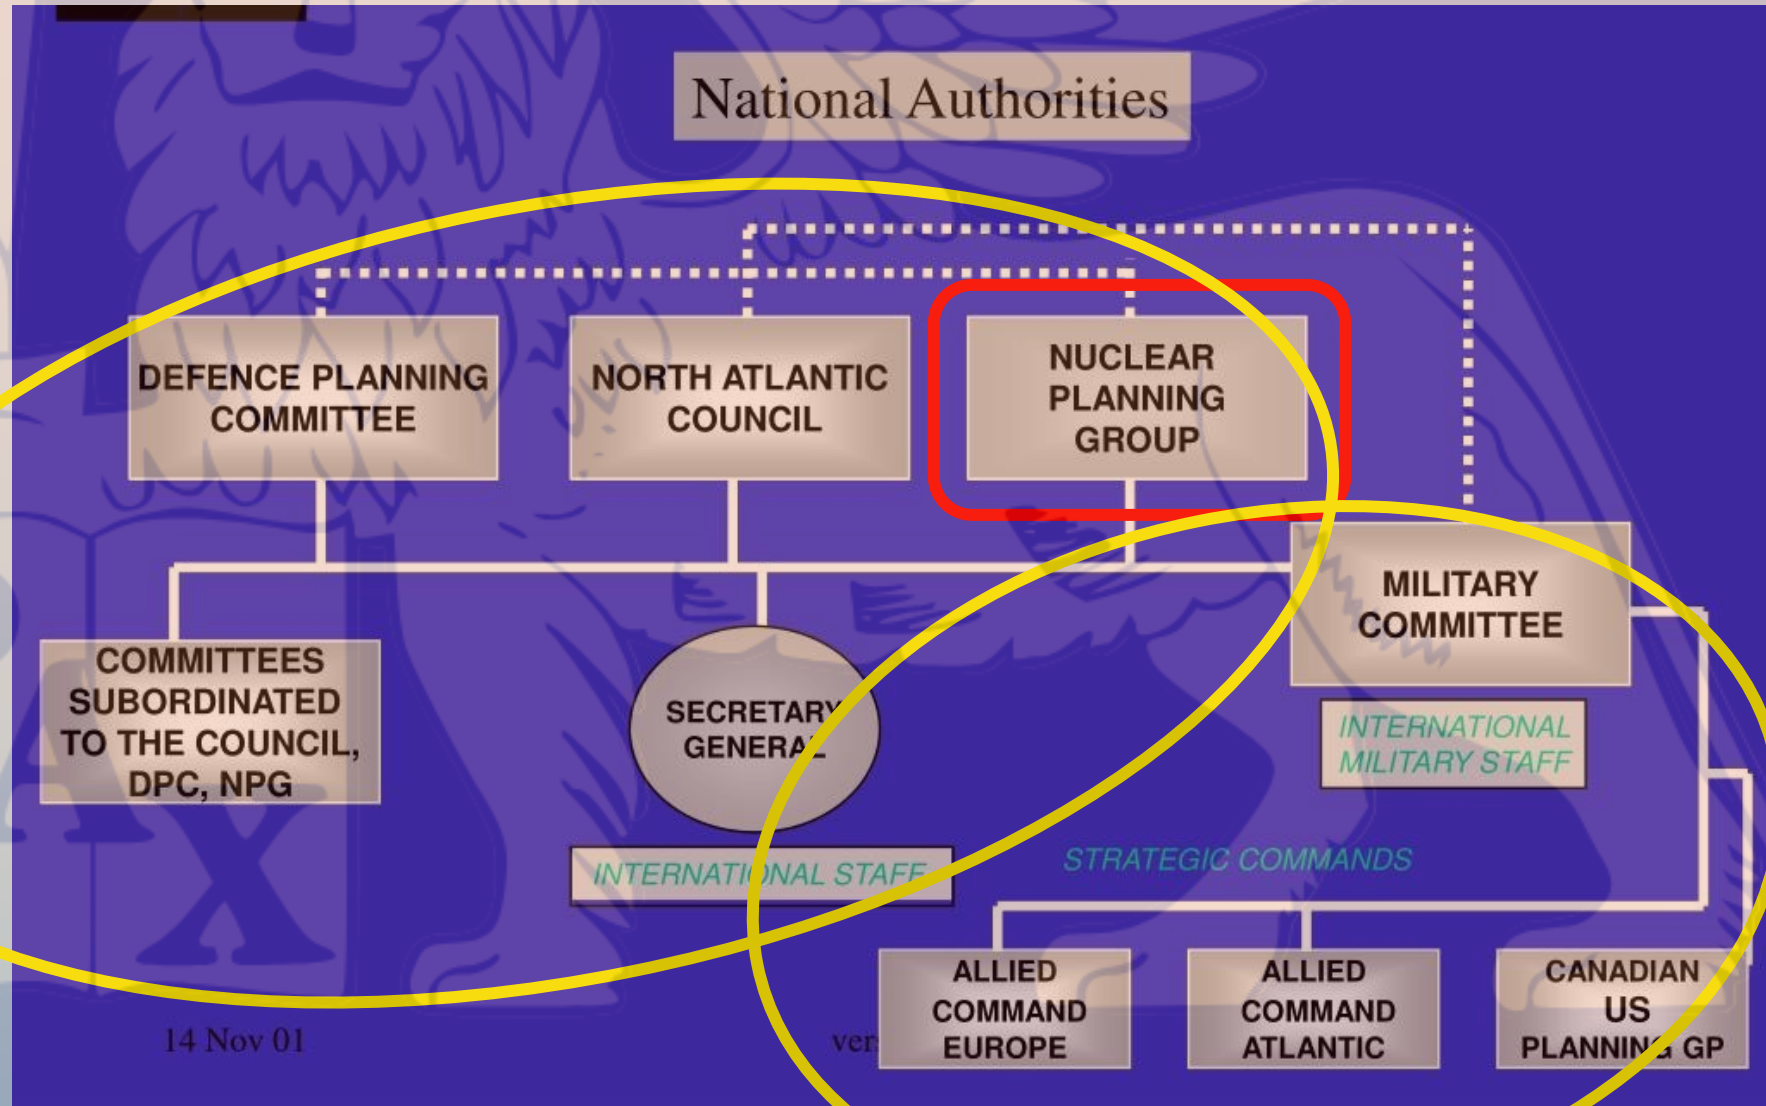 National Authorities
DEFENCE PLANNING
COMMITTEE
NORTH ATLANTIC
COUNCIL
NUCLEAR
PLANNING
GROUP
MILITARY
COMMITTEE
COMMITTEES
SUBORDINATED
TO THE COUNCIL,
DPC, NPG
SECRETARY
GENERAL
INTERNATIONAL
MILITARY STAFF
INTERNATIONAL STAFF
STRATEGIC COMMANDS
ALLIED
COMMAND
EUROPE
ALLIED
COMMAND
ATLANTIC
CANADIAN
US
PLANNING GP
14 Nov 01